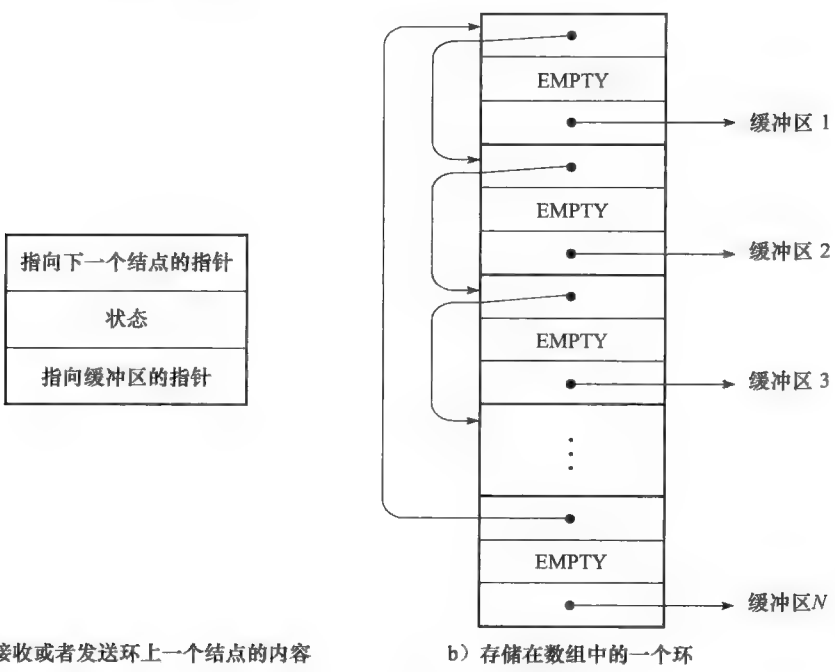 指向下一个结点的指针
状态
指向缓冲区的指针
EMPTY
缓冲区 1
EMPTY
缓冲区 2
EMPTY
缓冲区 3
EMPTY
缓冲区N
接收或者发送环上一个结点的内容
b）存储在数组中的一个环